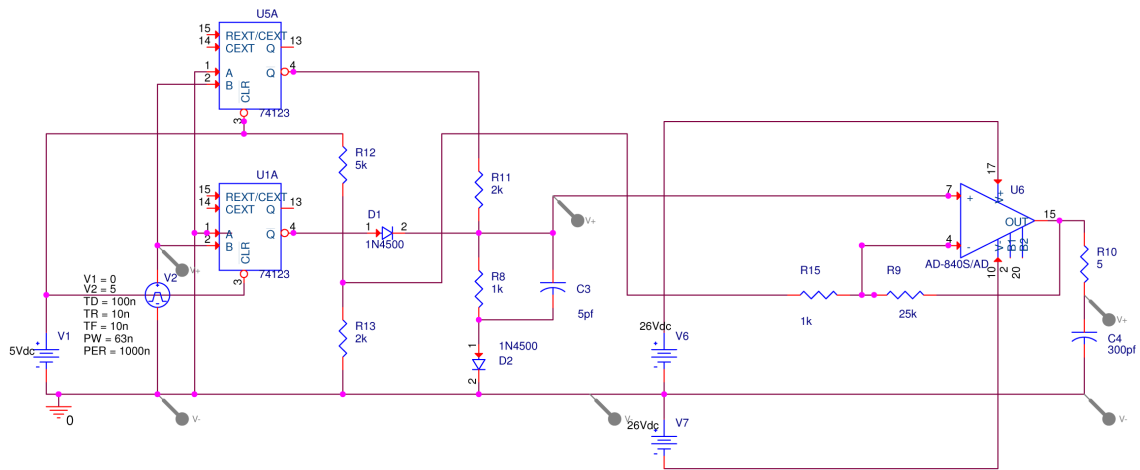 U5A
15
REXT/CEXT
14
CEXT Q 13
1
A Q 4
2
B
CLR
3
74123
U1A
15
REXT/CEXT
14
CEXT Q 13
1
A Q 4
2
B
CLR
3
74123
R12
5k
R11
2k
D1
1 2
1N4500
R8
1k
C3
5pf
V+
V+
V2
V1 = 0
V2 = 5
TD = 100n
TR = 10n
TF = 10n
PW = 63n
PER = 1000n
V1
5Vdc
+
-
R13
2k
1
1N4500
D2
2
0
V-
V-
26Vdc
V6
+
-
26Vdc
V7
+
-
R15
1k
R9
25k
17
U6
7
+
V+
OUT
15
4
-
V-
B1
B2
AD-840S/AD
10
2
20
R10
5
V+
C4
300pf
V-